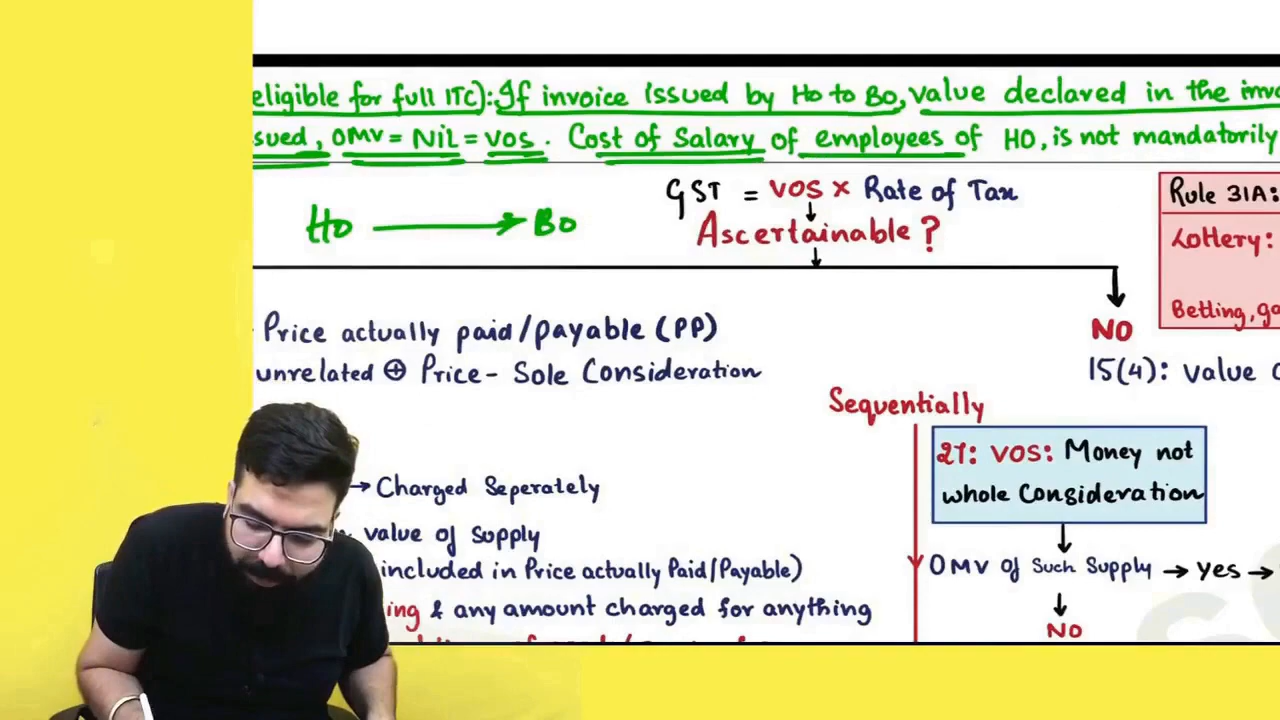 eligible for full ITC): If invoice issued by HO to BO, value declared in the invo
sued, OMV = NIL = VOS. Cost of Salary of employees of HO, is not mandatorily
HO → BO
GST = VOS × Rate of Tax
Ascertainable?
Rule 31A:
Lottery:
Betting, ga
NO
Price actually paid/payable (PP)
unrelated ⊕ Price- Sole Consideration
15(4): value
Sequentially
27: VOS: Money not
whole Consideration
→ Charged Seperately
value of Supply
included in Price actually Paid/Payable)
ing & any amount charged for anything
OMV of Such Supply → Yes →
NO